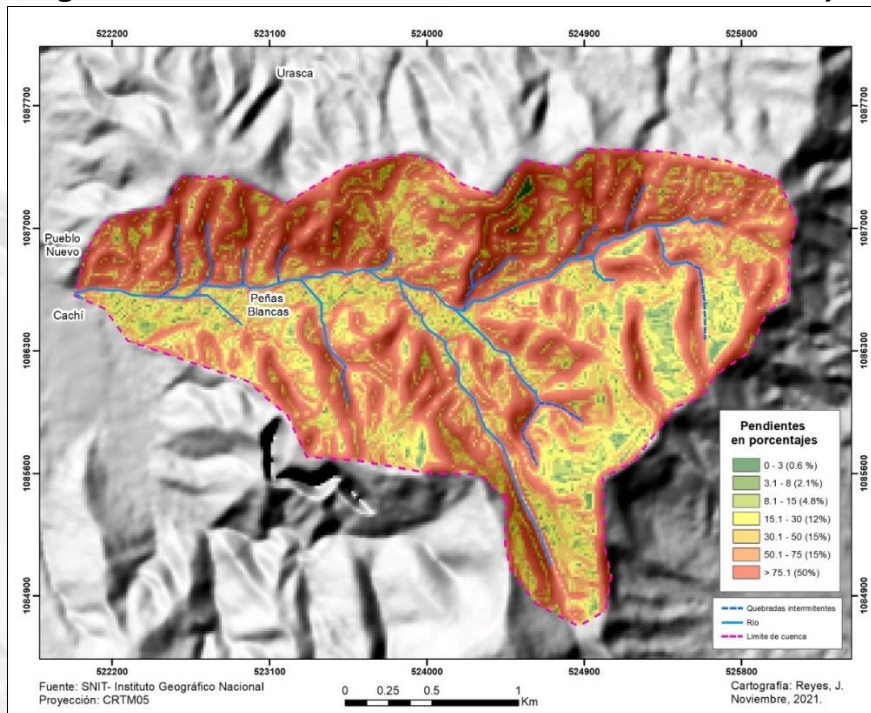 522200 523100 524000 524900 525800
Urasca
1087700 1087700
Pueblo
Nuevo
1087000 1087000
Cachí
Peñas
Blancas
1086300 1086300
Pendientes
en porcentajes
0 - 3 (0.6 %)
3.1 - 8 (2.1%)
8.1 - 15 (4.8%)
15.1 - 30 (12%)
30.1 - 50 (15%)
50.1 - 75 (15%)
> 75.1 (50%)
1085600 1085600
Quebradas intermitentes
Río
Límite de cuenca
1084900 1084900
522200 523100 524000 524900 525800
Fuente: SNIT- Instituto Geográfico Nacional
Proyección: CRTM05
0 0.25 0.5 1
Km
Cartografía: Reyes, J.
Noviembre, 2021.